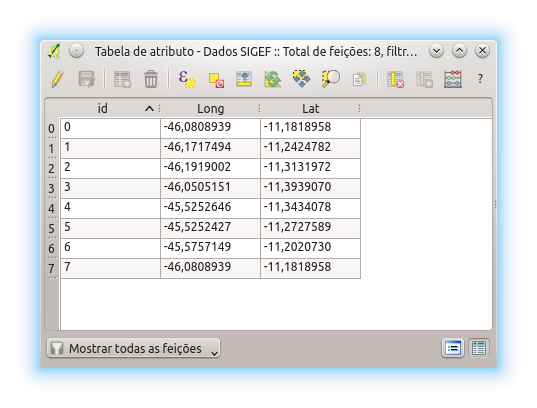 Tabela de atributo - Dados SIGEF :: Total de feições: 8, filtr...
?
id Long Lat
0 0 -46,0808939 -11,1818958
1 1 -46,1717494 -11,2424782
2 2 -46,1919002 -11,3131972
3 3 -46,0505151 -11,3939070
4 4 -45,5252646 -11,3434078
5 5 -45,5252427 -11,2727589
6 6 -45,5757149 -11,2020730
7 7 -46,0808939 -11,1818958
Mostrar todas as feições